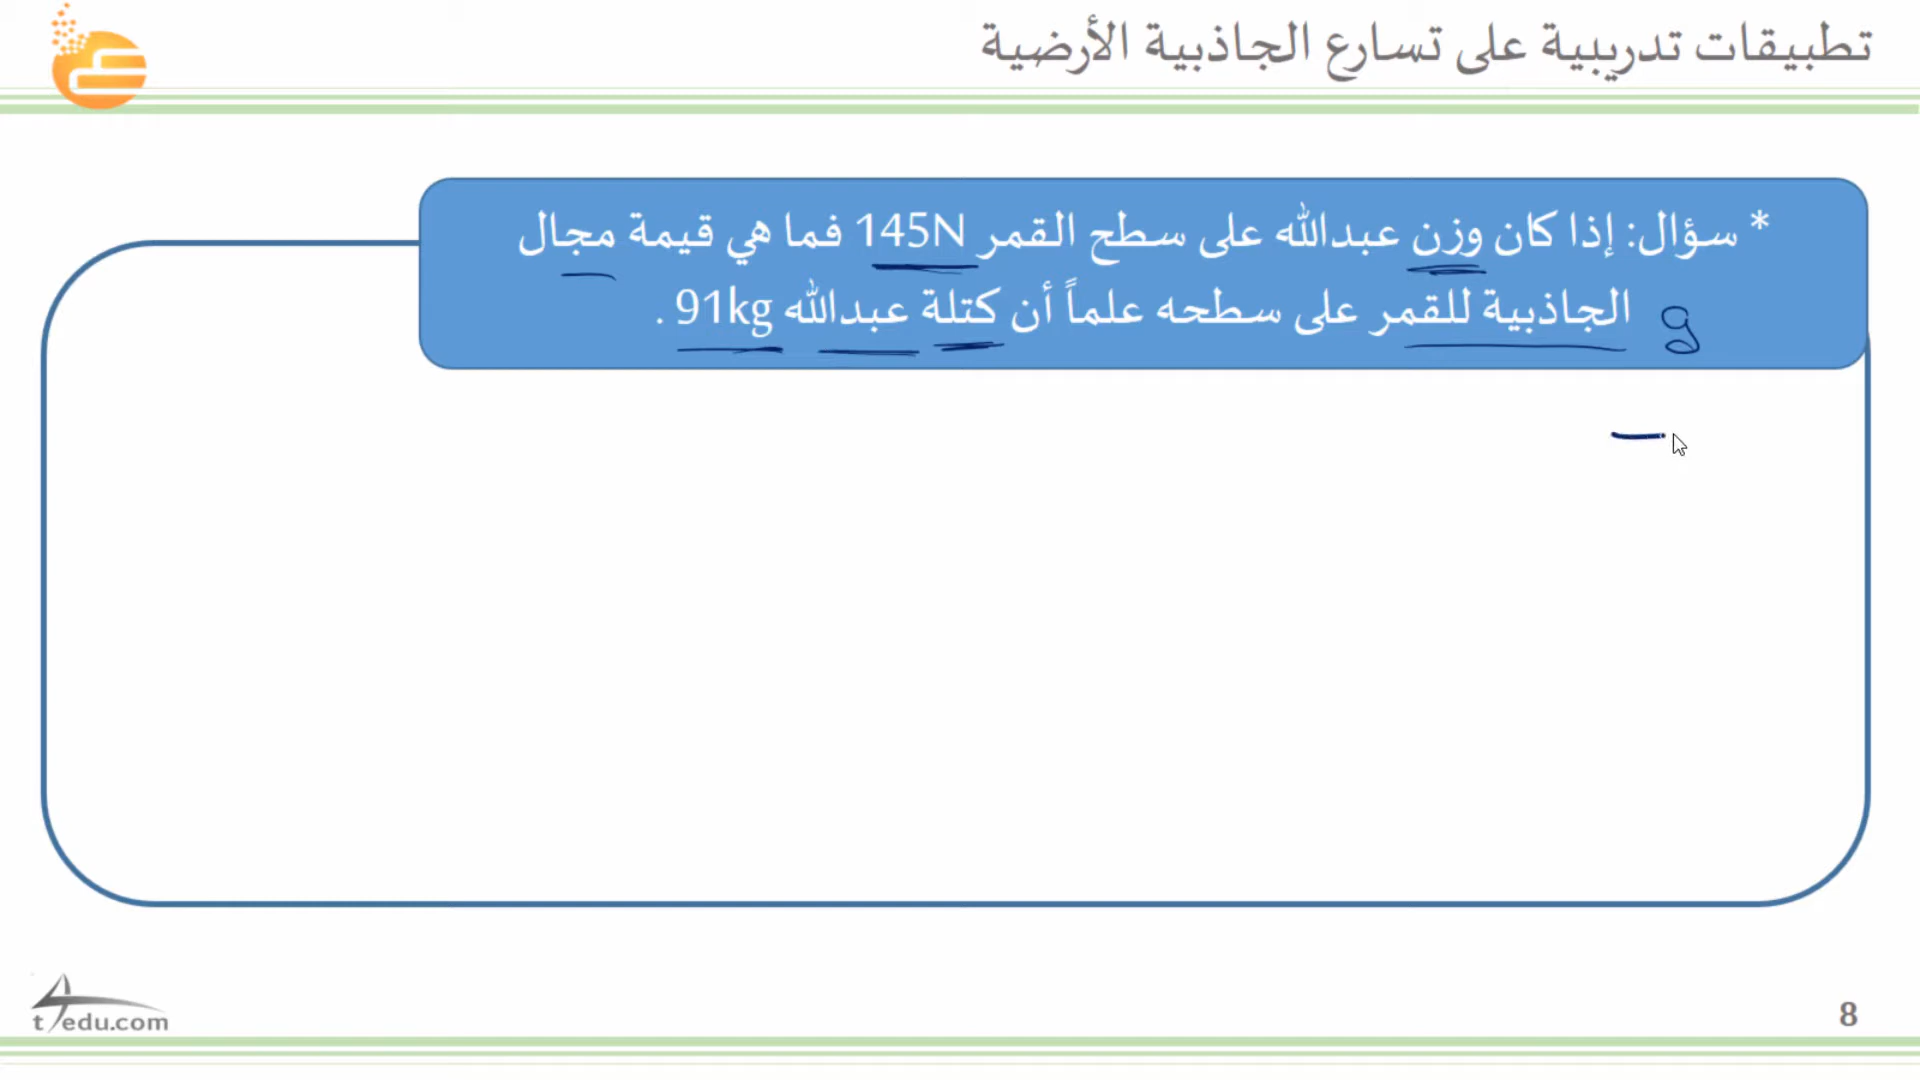 تطبيقات تدريبية على تسارع الجاذبية الأرضية
* سؤال: إذا كان وزن عبدالله على سطح القمر 145N فما هي قيمة مجال
الجاذبية للقمر على سطحه علماً أن كتلة عبدالله 91kg .
g
t4edu.com
8